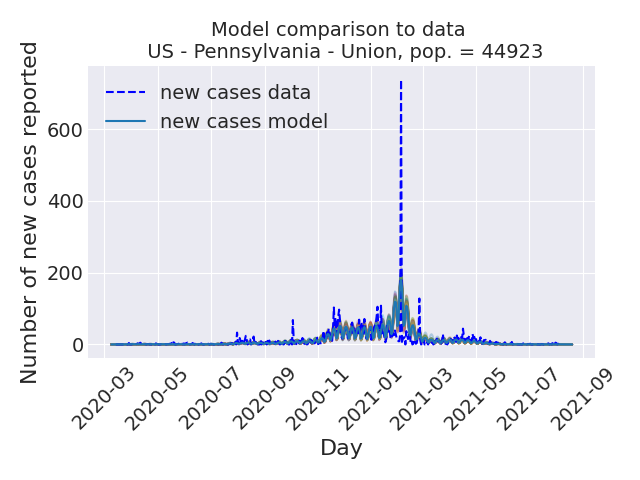 Model comparison to data
US - Pennsylvania - Union, pop. = 44923
Number of new cases reported
600
400
200
0
new cases data
new cases model
2020-03
2020-05
2020-07
2020-09
2020-11
2021-01
2021-03
2021-05
2021-07
2021-09
Day